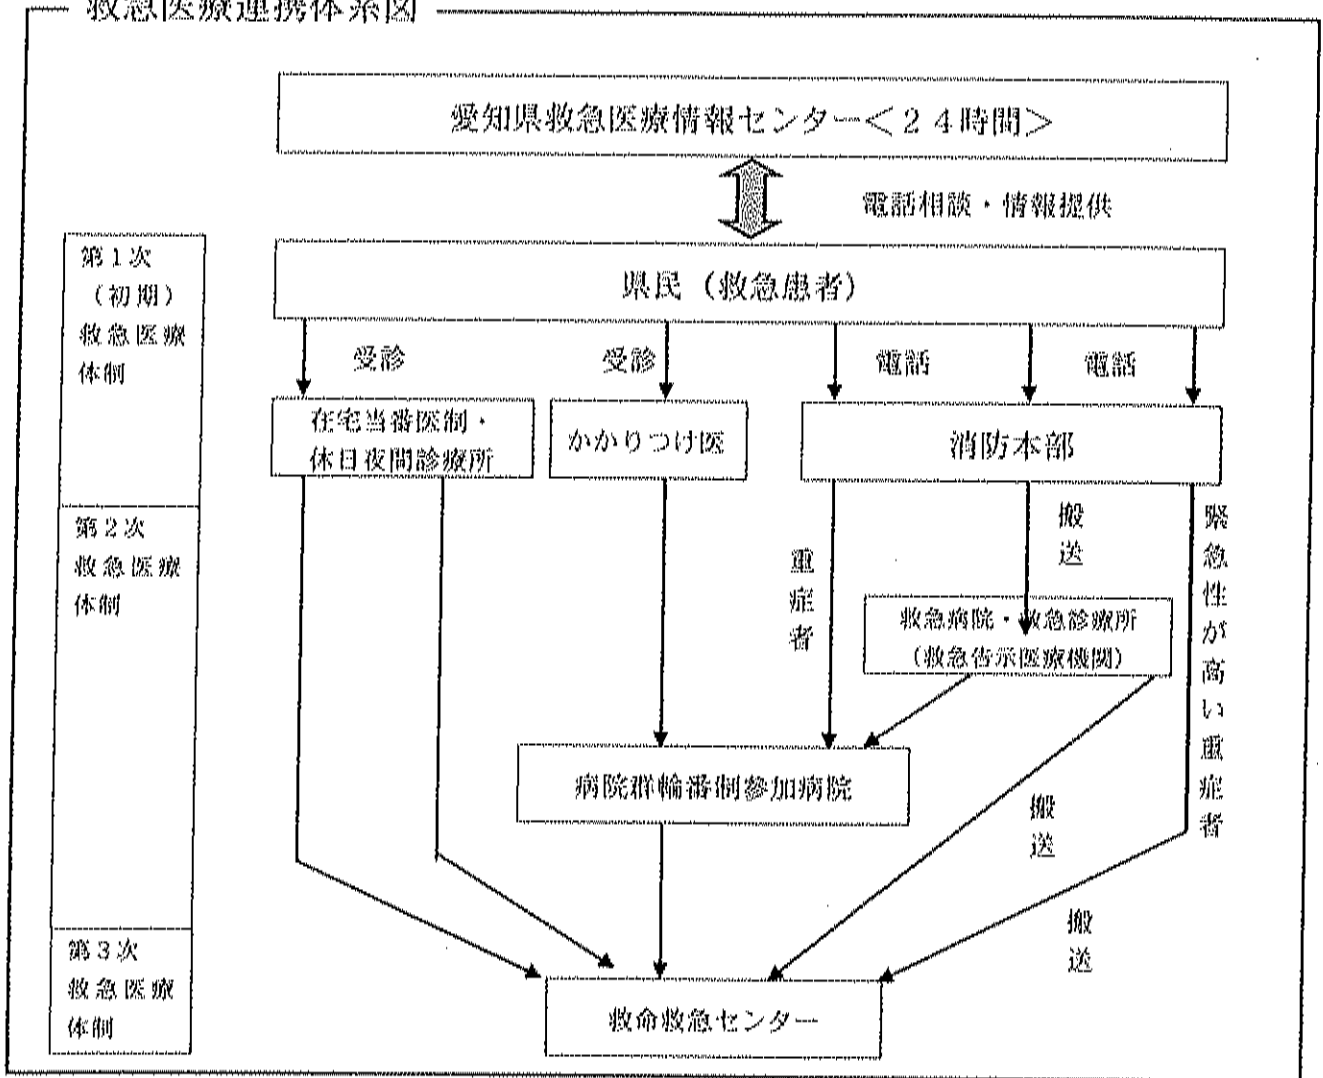 救急医療連携体系図
愛知県救急医療情報センター＜２４時間＞
電話相談・情報提供
第１次
（初期）
救急医療
体制
県民（救急患者）
受診
受診
電話
電話
在宅当番医制・
休日夜間診療所
かかりつけ医
消防本部
第２次
救急医療
体制
重症者
搬送
緊急性が高い重症者
救急病院・救急診療所
（救急告示医療機関）
病院群輪番制参加病院
搬送
搬送
第３次
救急医療
体制
救命救急センター